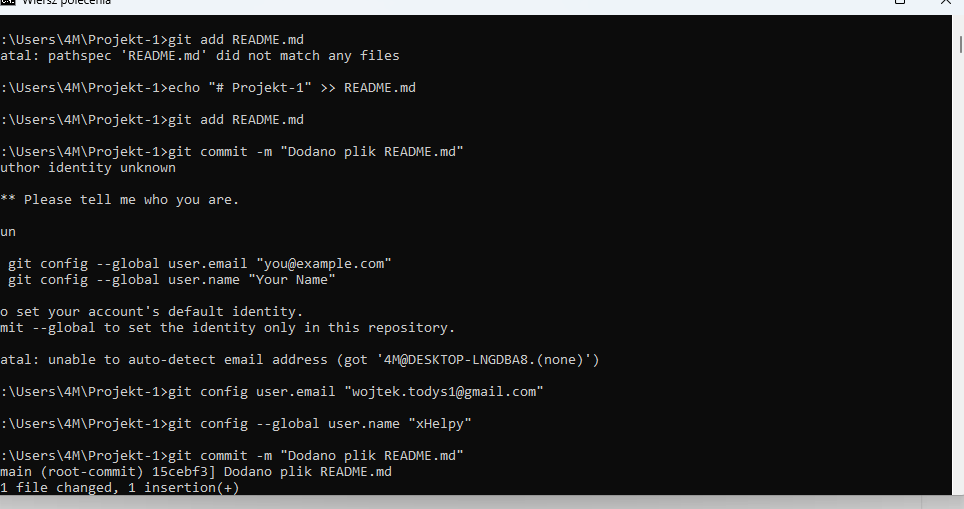 Wiersz polecenia
:\Users\4M\Projekt-1>git add README.md
atal: pathspec 'README.md' did not match any files
:\Users\4M\Projekt-1>echo "# Projekt-1" >> README.md
:\Users\4M\Projekt-1>git add README.md
:\Users\4M\Projekt-1>git commit -m "Dodano plik README.md"
uthor identity unknown
** Please tell me who you are.
un
git config --global user.email "you@example.com"
git config --global user.name "Your Name"
o set your account's default identity.
mit --global to set the identity only in this repository.
atal: unable to auto-detect email address (got '4M@DESKTOP-LNGDBA8.(none)')
:\Users\4M\Projekt-1>git config user.email "wojtek.todys1@gmail.com"
:\Users\4M\Projekt-1>git config --global user.name "xHelpy"
:\Users\4M\Projekt-1>git commit -m "Dodano plik README.md"
main (root-commit) 15cebf3] Dodano plik README.md
1 file changed, 1 insertion(+)